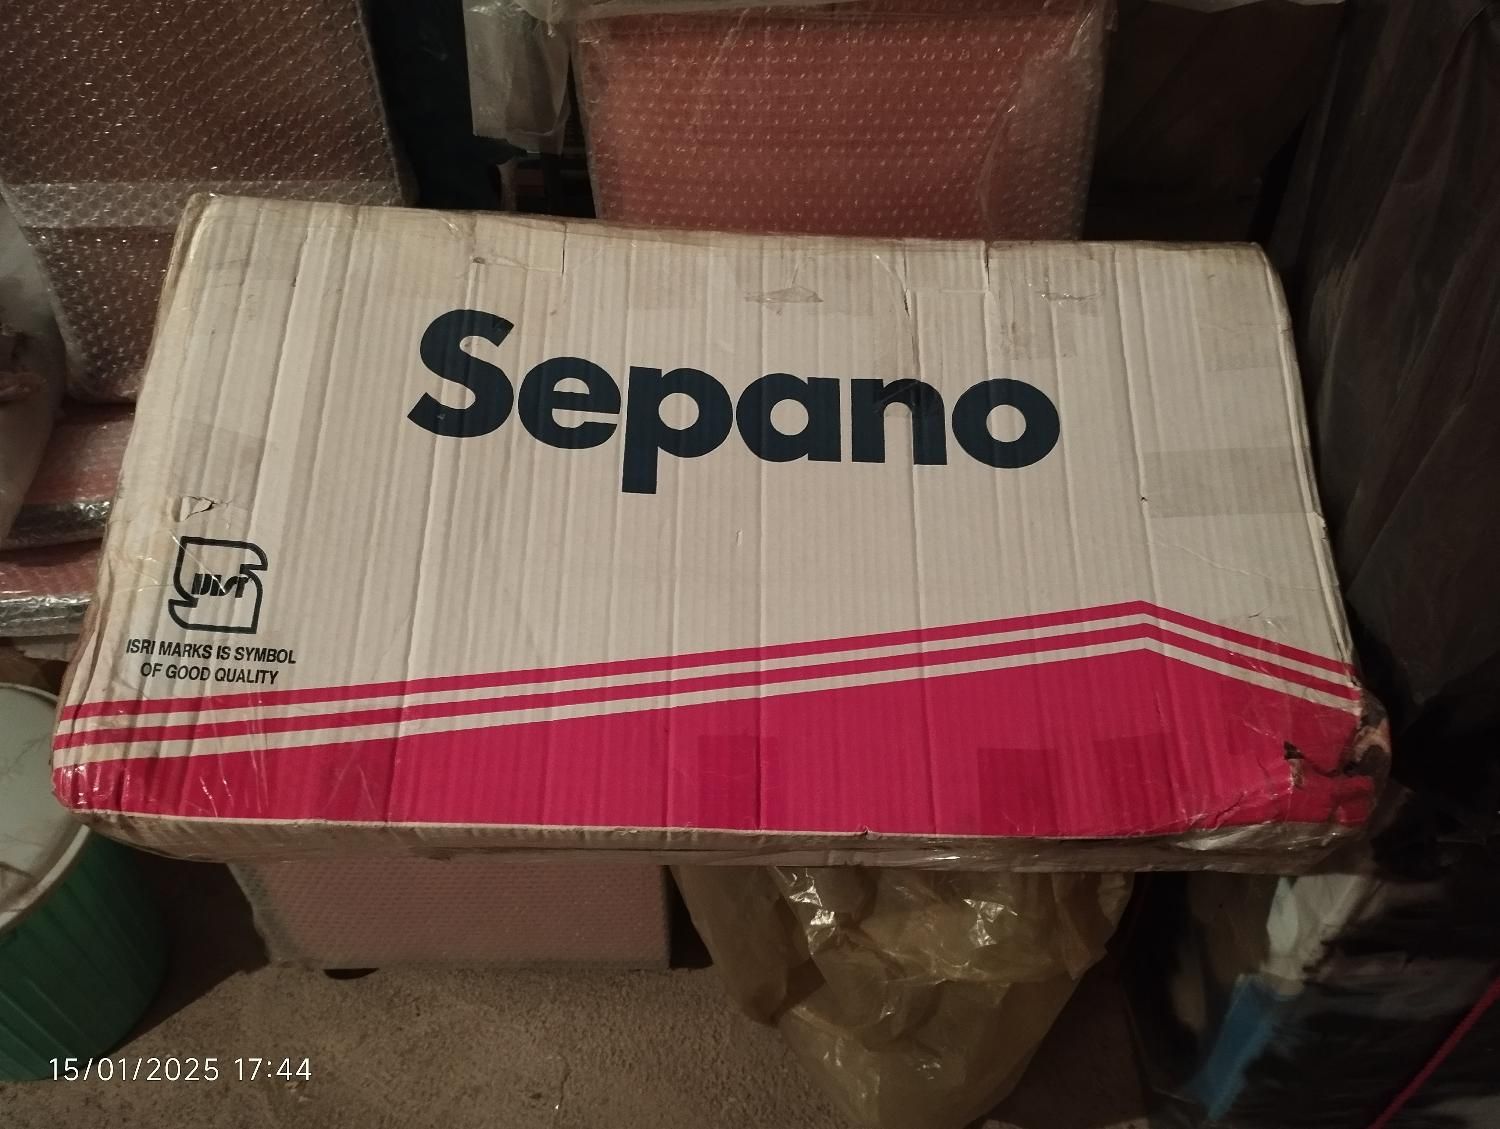 Sepano
ISRI MARKS IS SYMBOL
OF GOOD QUALITY
15/01/2025 17:44